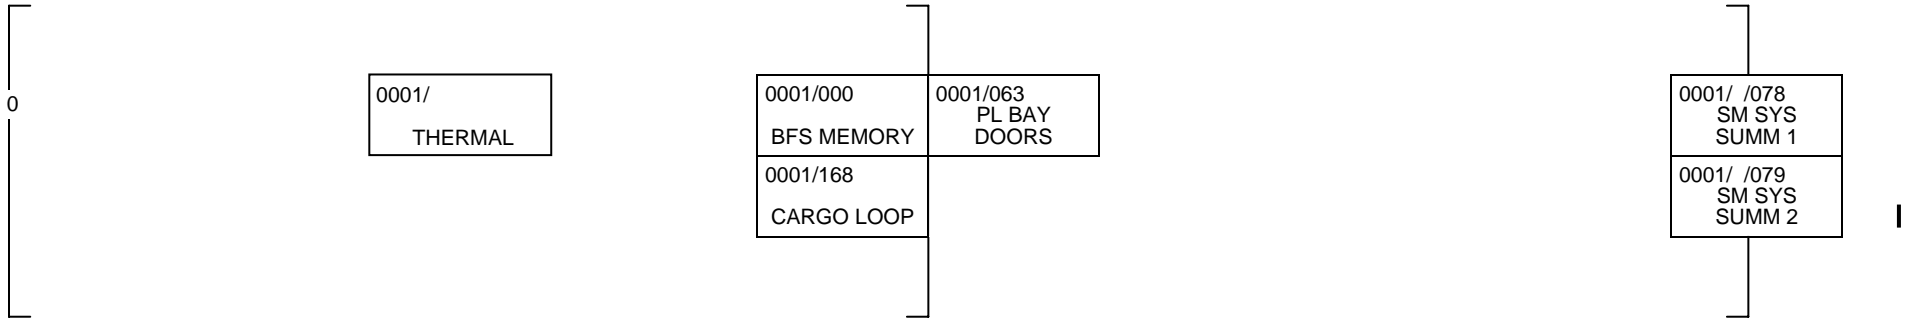 0
0001/
THERMAL
0001/000
BFS MEMORY
0001/063
PL BAY
DOORS
0001/168
CARGO LOOP
0001/ /078
SM SYS
SUMM 1
0001/ /079
SM SYS
SUMM 2